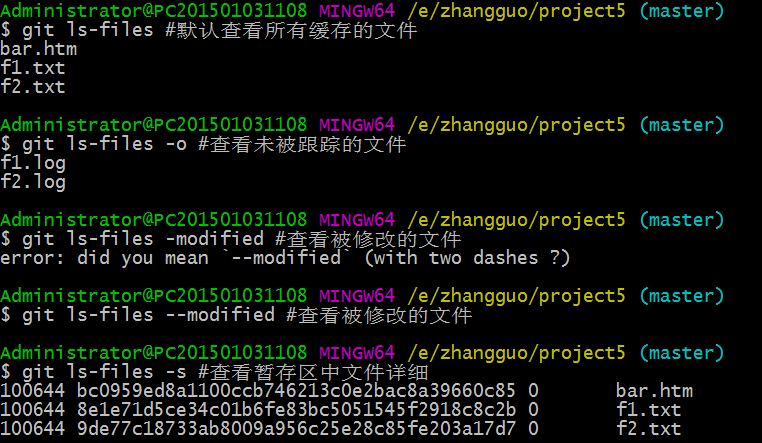 Administrator@PC201501031108 MINGW64 /e/zhangguo/project5 (master)
$ git ls-files #默认查看所有缓存的文件
bar.htm
f1.txt
f2.txt
Administrator@PC201501031108 MINGW64 /e/zhangguo/project5 (master)
$ git ls-files -o #查看未被跟踪的文件
f1.log
f2.log
Administrator@PC201501031108 MINGW64 /e/zhangguo/project5 (master)
$ git ls-files -modified #查看被修改的文件
error: did you mean `--modified` (with two dashes ?)
Administrator@PC201501031108 MINGW64 /e/zhangguo/project5 (master)
$ git ls-files --modified #查看被修改的文件
Administrator@PC201501031108 MINGW64 /e/zhangguo/project5 (master)
$ git ls-files -s #查看暂存区中文件详细
100644 bc0959ed8a1100ccb746213c0e2bac8a39660c85 0 bar.htm
100644 8e1e71d5ce34c01b6fe83bc5051545f2918c8c2b 0 f1.txt
100644 9de77c18733ab8009a956c25e28c85fe203a17d7 0 f2.txt